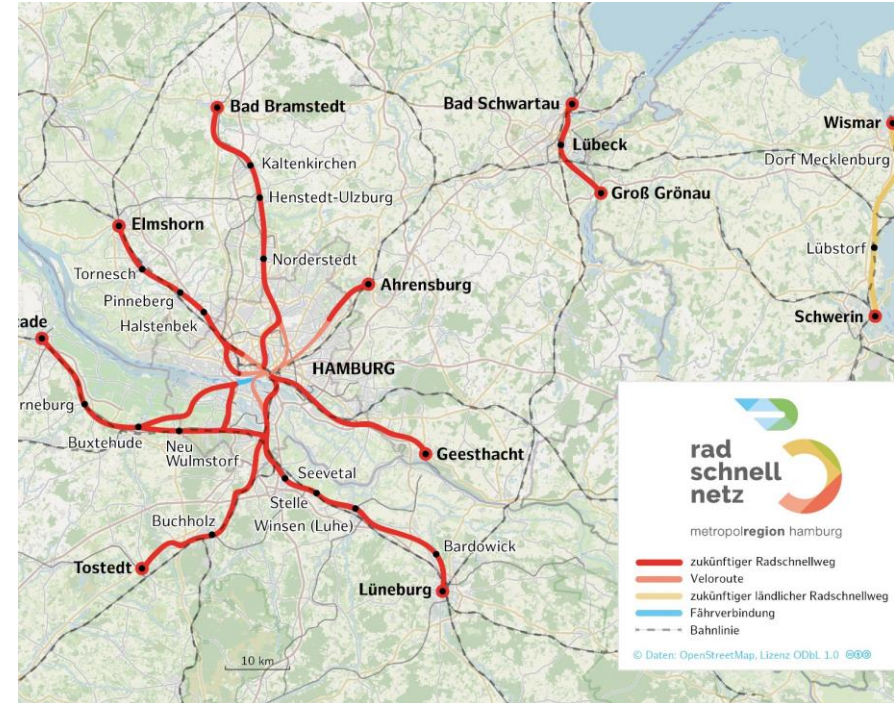 Bad Bramstedt
Bad Schwartau
Wismar
Kaltenkirchen
Lübeck
Dorf Mecklenburg
Henstedt-Ulzburg
Groß Grönau
Elmshorn
Norderstedt
Lübstorf
Tornesch
Ahrensburg
Pinneberg
Schwerin
Halstenbek
cade
HAMBURG
rneburg
Buxtehude
Neu
Wulmstorf
Geesthacht
Seevetal
Stelle
Winsen (Luhe)
Buchholz
Bardowick
Tostedt
Lüneburg
10 km
rad
schnell
netz
metropolregion hamburg
zukünftiger Radschnellweg
Veloroute
zukünftiger ländlicher Radschnellweg
Fährverbindung
Bahnlinie
© Daten: OpenStreetMap, Lizenz ODbL 1.0